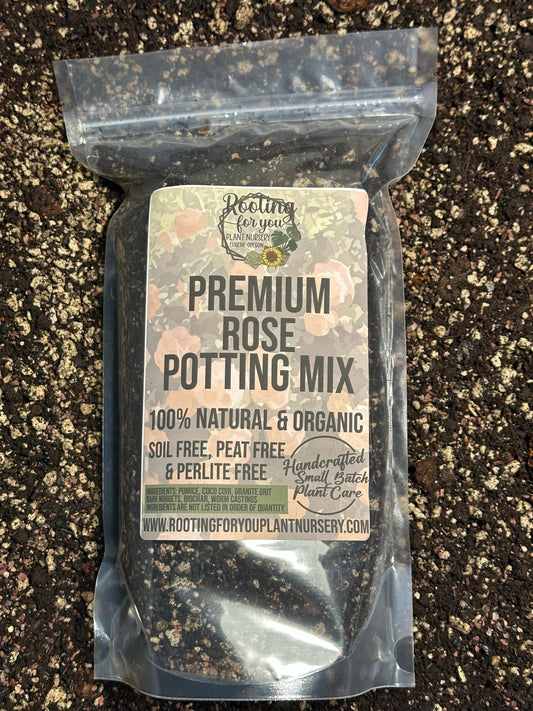 Rooting
for you
PLANT NURSERY
EUGENE, OREGON
PREMIUM
ROSE
POTTING MIX
100% NATURAL & ORGANIC
SOIL FREE, PEAT FREE
& PERLITE FREE
Handcrafted
Small Batch
Plant Care
INGREDIENTS: PUMICE, COCO COIR, GRANITE GRIT
BARK NUGGETS, BIOCHAR, WORM CASTINGS
INGREDIENTS ARE NOT LISTED IN ORDER OF QUANTITY
WWW.ROOTINGFORYOUPLANTNURSERY.COM